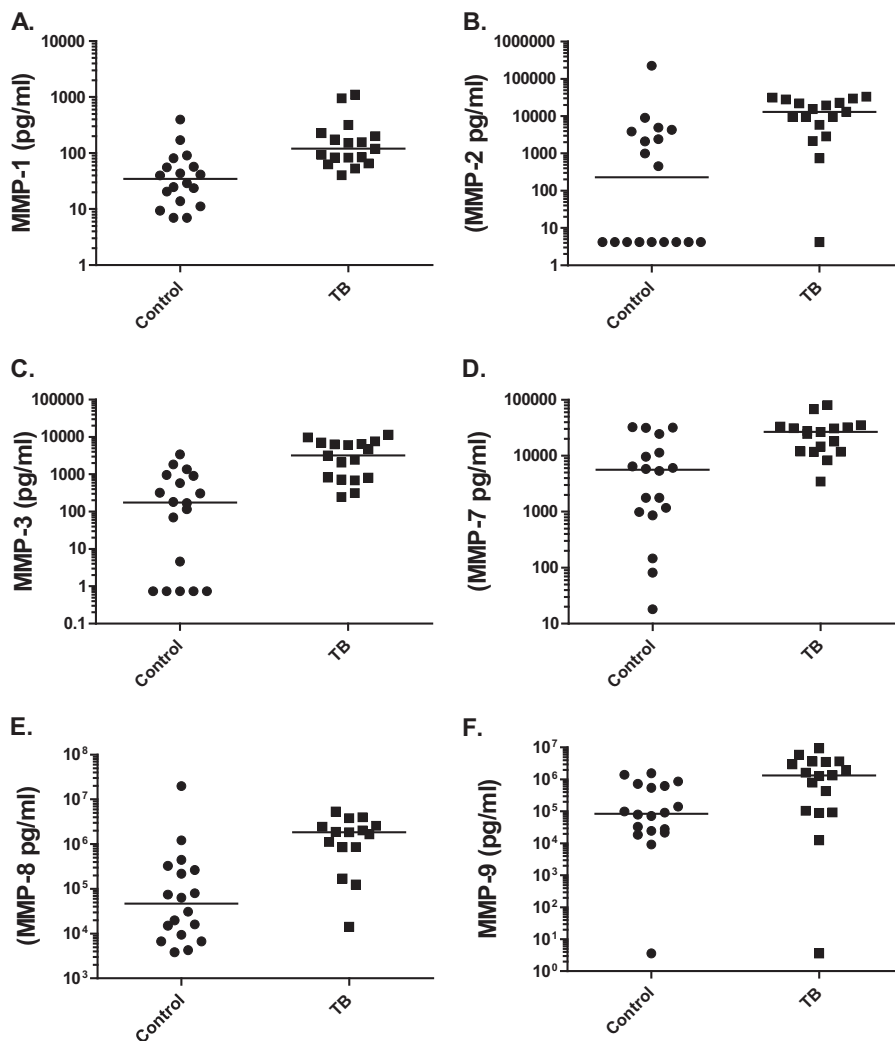 A.
MMP-1 (pg/ml)
10000
1000
100
10
1
Control
TB
B.
(MMP-2 pg/ml)
1000000
100000
10000
1000
100
10
1
Control
TB
C.
MMP-3 (pg/ml)
100000
10000
1000
100
10
1
0.1
Control
TB
D.
(MMP-7 pg/ml)
100000
10000
1000
100
10
Control
TB
E.
(MMP-8 pg/ml)
10⁸
10⁷
10⁶
10⁵
10⁴
10³
Control
TB
F.
MMP-9 (pg/ml)
10⁷
10⁶
10⁵
10⁴
10³
10²
10¹
10⁰
Control
TB